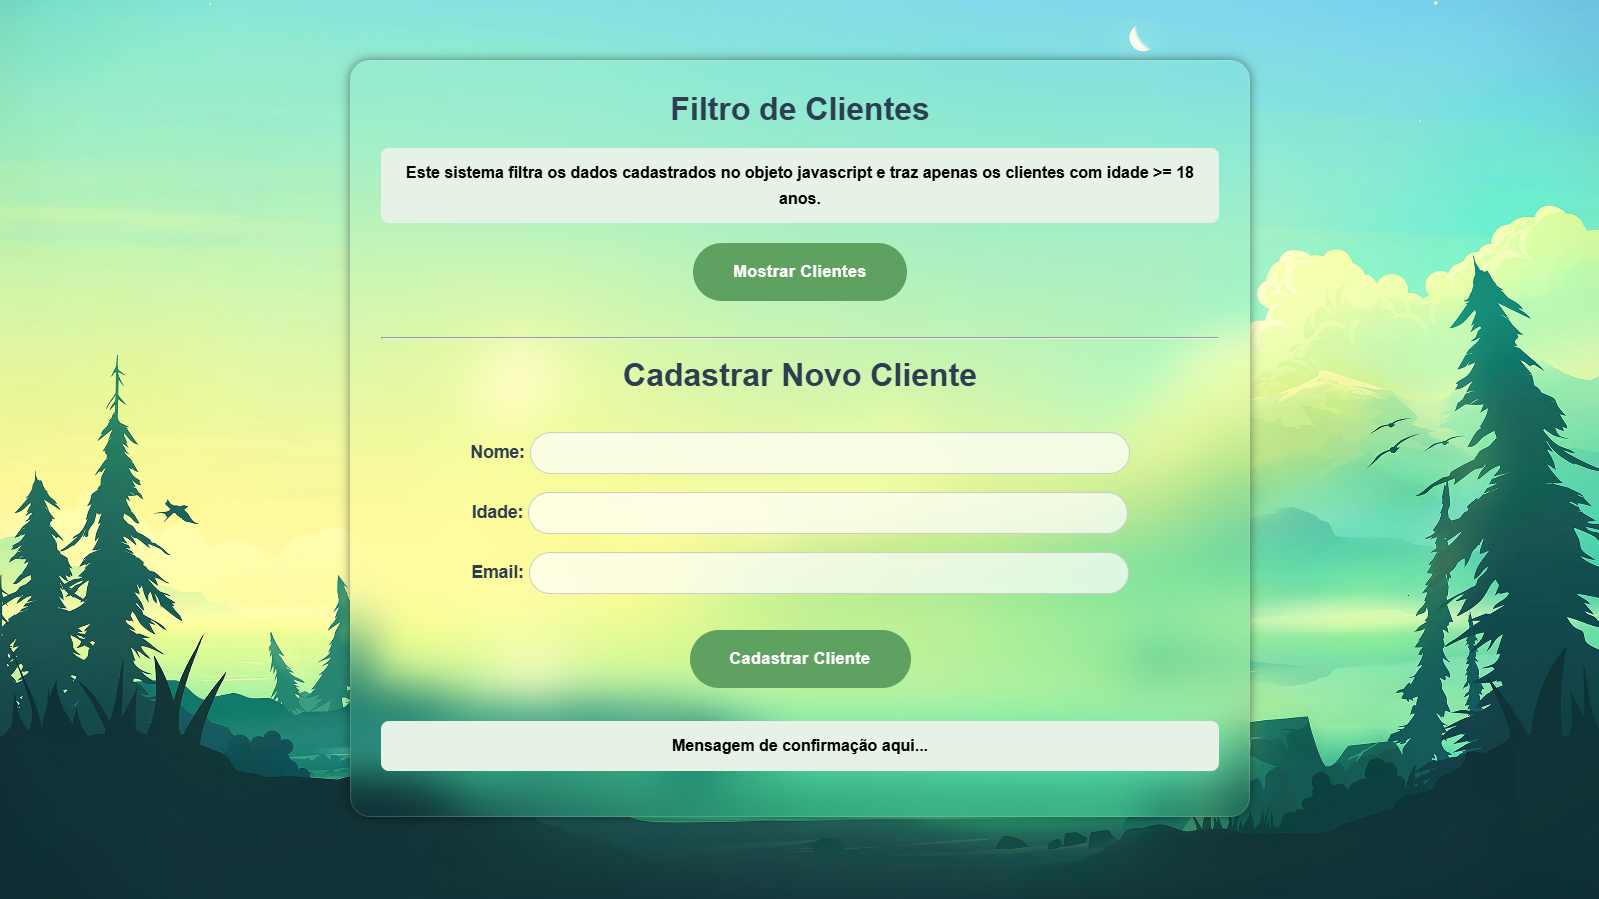 Filtro de Clientes
Este sistema filtra os dados cadastrados no objeto javascript e traz apenas os clientes com idade >= 18
anos.
Mostrar Clientes
Cadastrar Novo Cliente
Nome:
Idade:
Email:
Cadastrar Cliente
Mensagem de confirmação aqui...